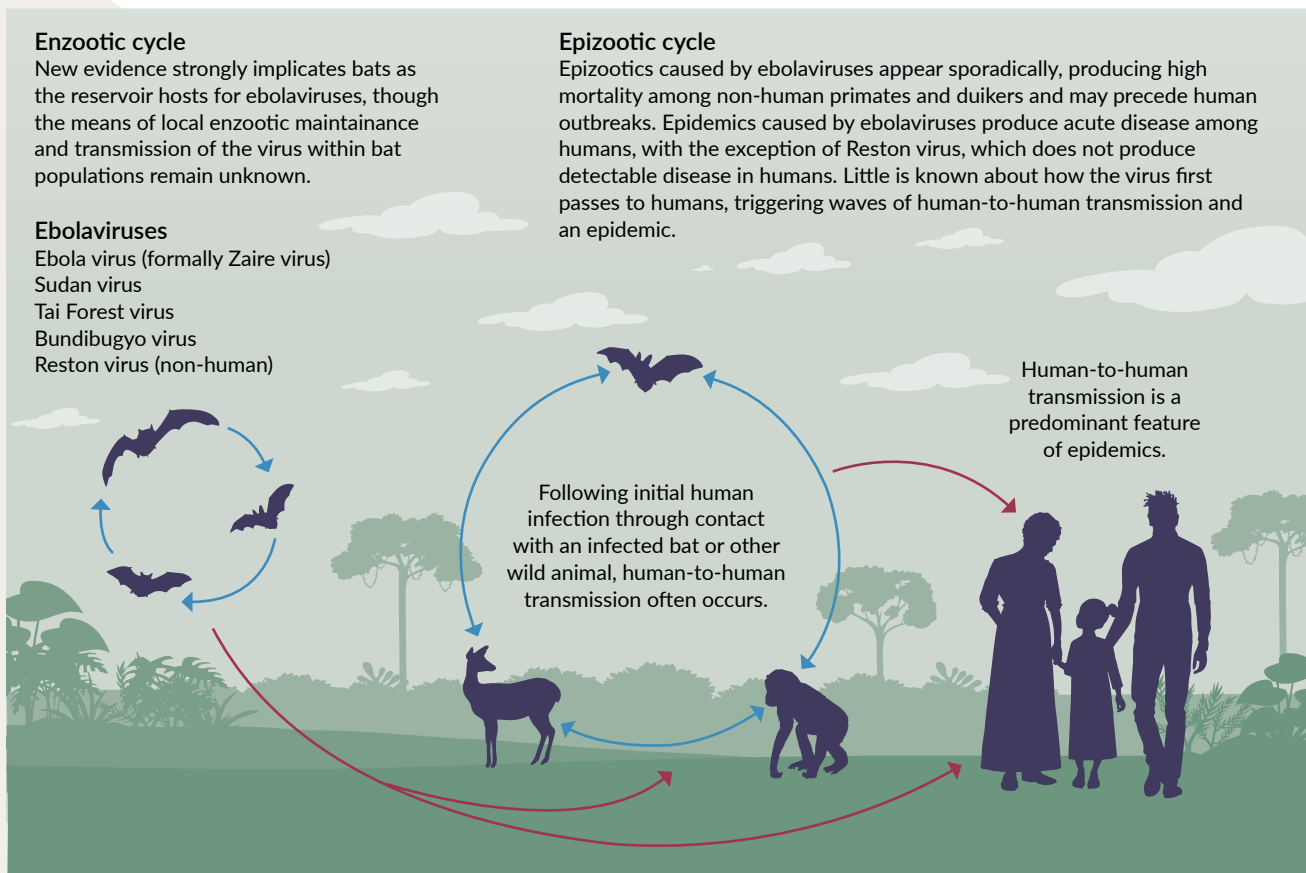 Enzootic cycle
New evidence strongly implicates bats as
the reservoir hosts for ebolaviruses, though
the means of local enzootic maintainance
and transmission of the virus within bat
populations remain unknown.
Ebolaviruses
Ebola virus (formally Zaire virus)
Sudan virus
Tai Forest virus
Bundibugyo virus
Reston virus (non-human)
Epizootic cycle
Epizootics caused by ebolaviruses appear sporadically, producing high
mortality among non-human primates and duikers and may precede human
outbreaks. Epidemics caused by ebolaviruses produce acute disease among
humans, with the exception of Reston virus, which does not produce
detectable disease in humans. Little is known about how the virus first
passes to humans, triggering waves of human-to-human transmission and
an epidemic.
Following initial human
infection through contact
with an infected bat or other
wild animal, human-to-human
transmission often occurs.
Human-to-human
transmission is a
predominant feature
of epidemics.